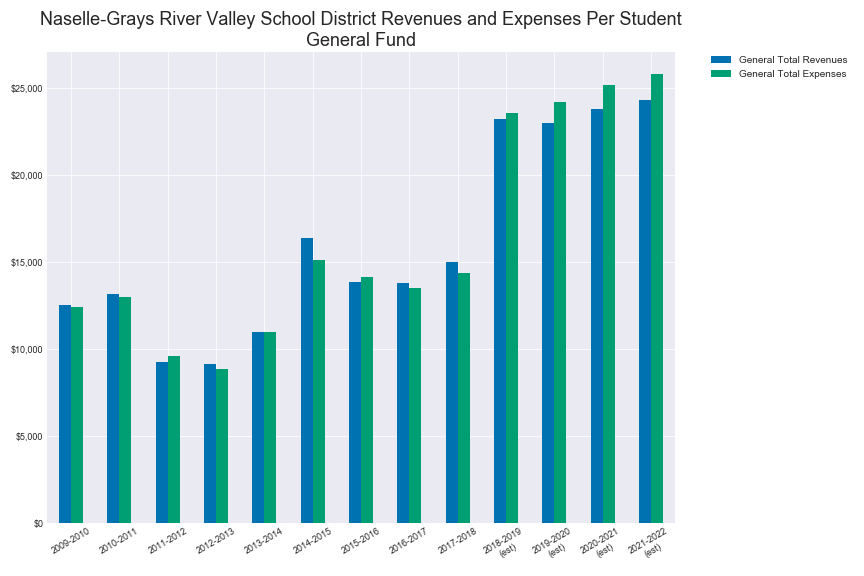 Naselle-Grays River Valley School District Revenues and Expenses Per Student
General Fund
General Total Revenues
General Total Expenses
$25,000
$20,000
$15,000
$10,000
$5,000
$0
2009-2010
2010-2011
2011-2012
2012-2013
2013-2014
2014-2015
2015-2016
2016-2017
2017-2018
2018-2019
(est)
2019-2020
(est)
2020-2021
(est)
2021-2022
(est)